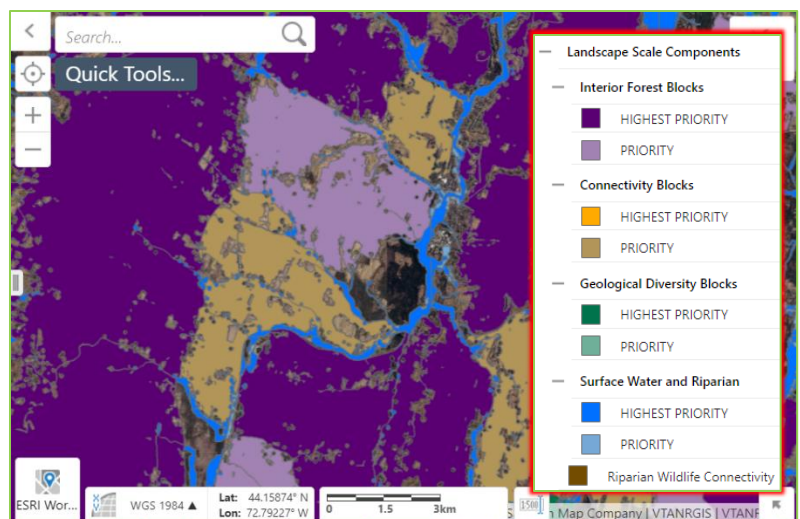 Search...
Quick Tools...
Landscape Scale Components
Interior Forest Blocks
HIGHEST PRIORITY
PRIORITY
Connectivity Blocks
HIGHEST PRIORITY
PRIORITY
Geological Diversity Blocks
HIGHEST PRIORITY
PRIORITY
Surface Water and Riparian
HIGHEST PRIORITY
PRIORITY
Riparian Wildlife Connectivity
ESRI Wor...
WGS 1984 ▲
Lat: 44.15874° N
Lon: 72.79227° W
0 1.5 3km
1500
Map Company | VTANRGIS | VTANF